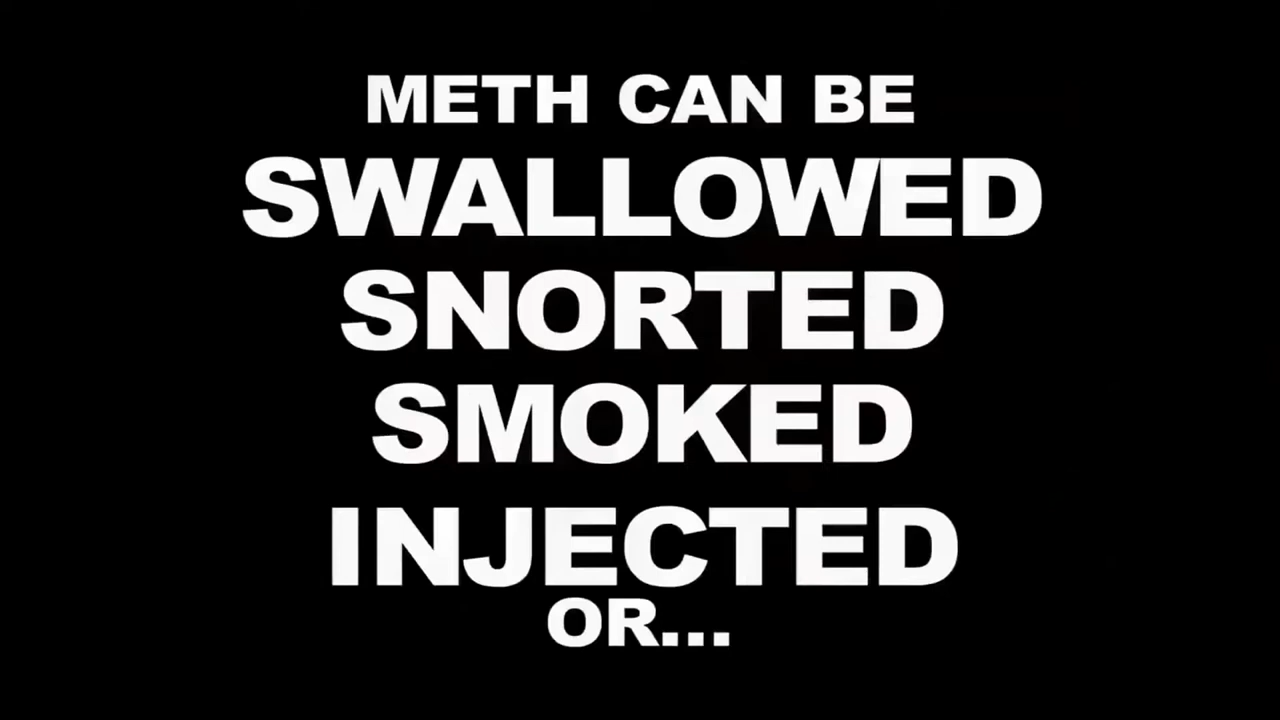 METH CAN BE
SWALLOWED
SNORTED
SMOKED
INJECTED
OR...